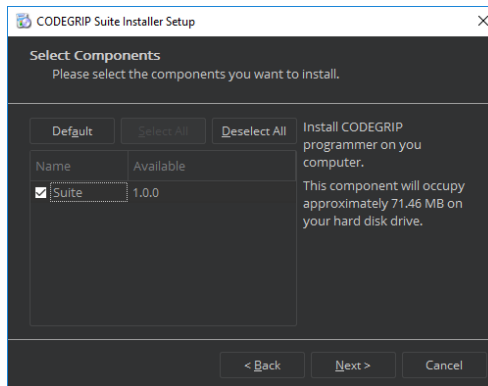 CODEGRIP Suite Installer Setup
Select Components
Please select the components you want to install.
Default
Select All
Deselect All
Install CODEGRIP
programmer on you
computer.
This component will occupy
approximately 71.46 MB on
your hard disk drive.
Name
Available
Suite
1.0.0
< Back
Next >
Cancel